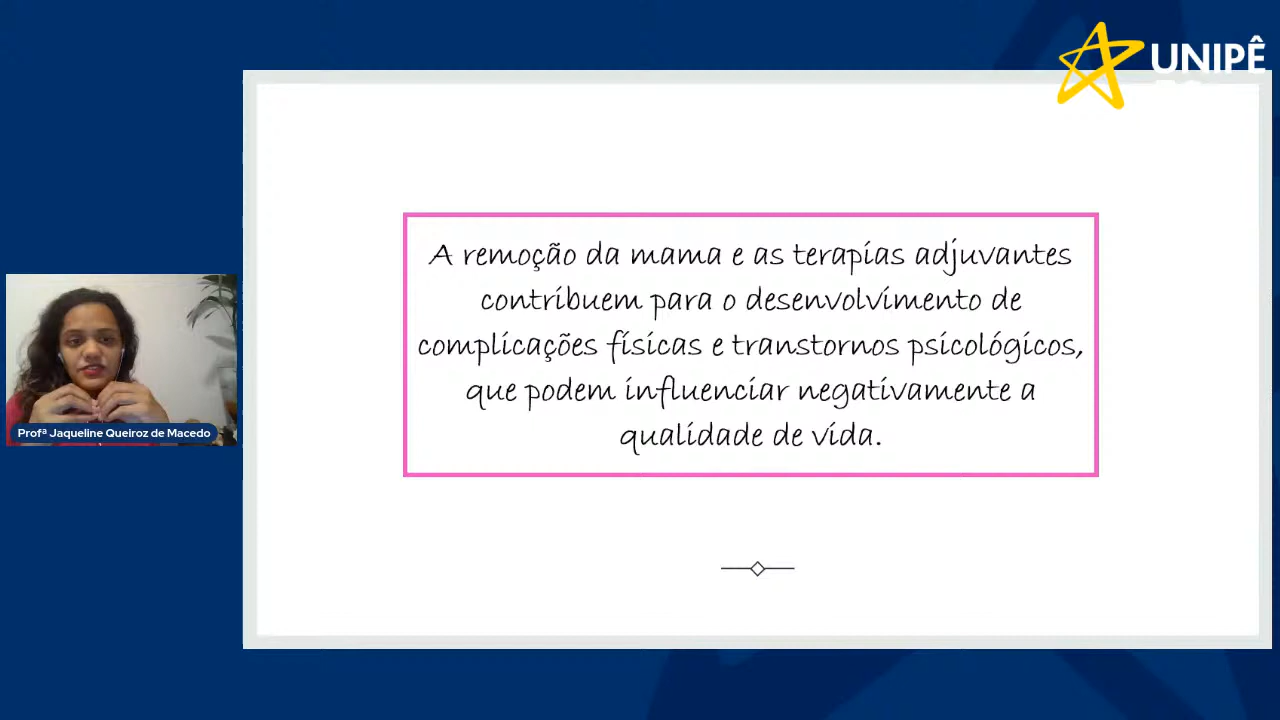 UNIPÊ
A remoção da mama e as terapias adjuvantes
contribuem para o desenvolvimento de
complicações físicas e transtornos psicológicos,
que podem influenciar negativamente a
qualidade de vida.
Profª Jaqueline Queiroz de Macedo